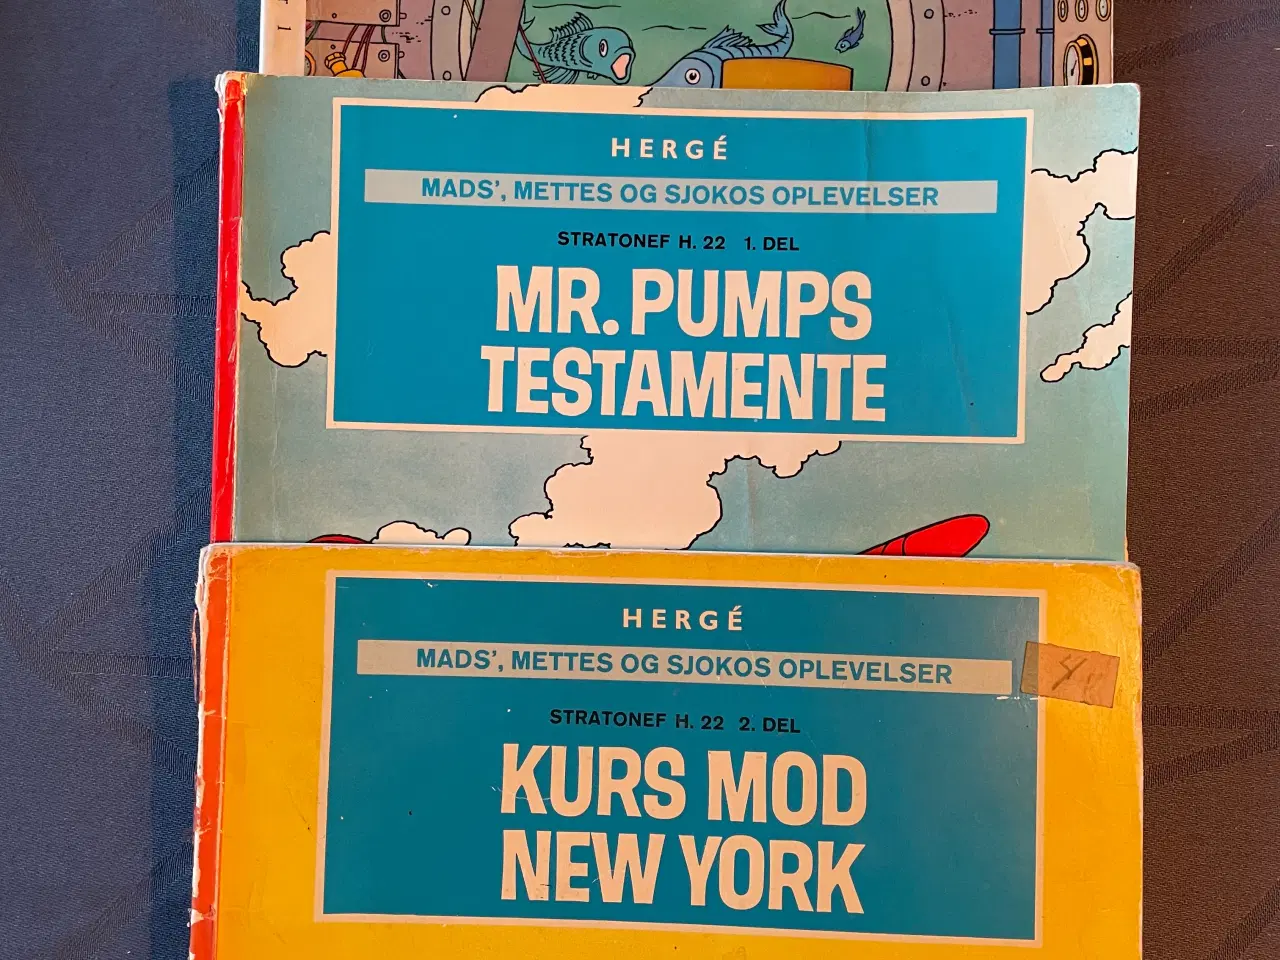 HERGÉ
MADS', METTES OG SJOKOS OPLEVELSER
STRATONEF H. 22 1. DEL
MR. PUMPS
TESTAMENTE
HERGÉ
MADS', METTES OG SJOKOS OPLEVELSER
4
STRATONEF H. 22 2. DEL
KURS MOD
NEW YORK